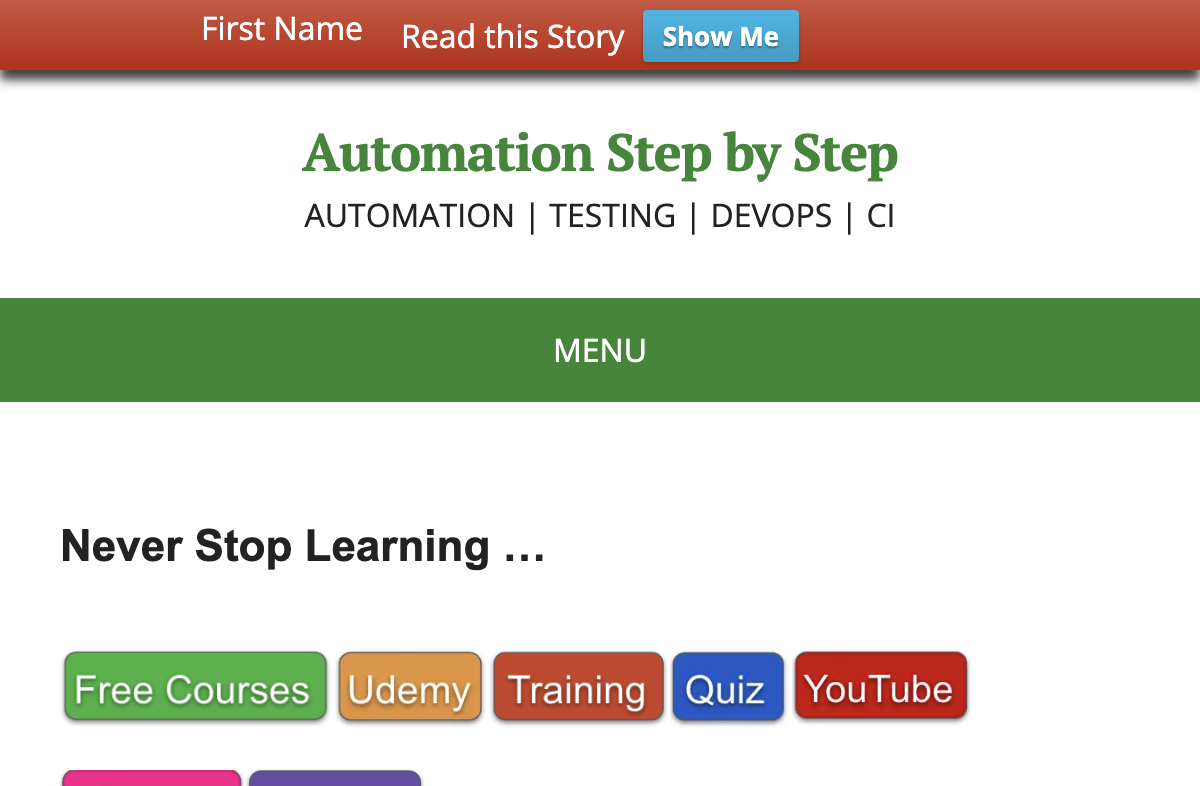 First Name Read this Story Show Me
Automation Step by Step
AUTOMATION | TESTING | DEVOPS | CI
MENU
Never Stop Learning ...
Free Courses Udemy Training Quiz YouTube